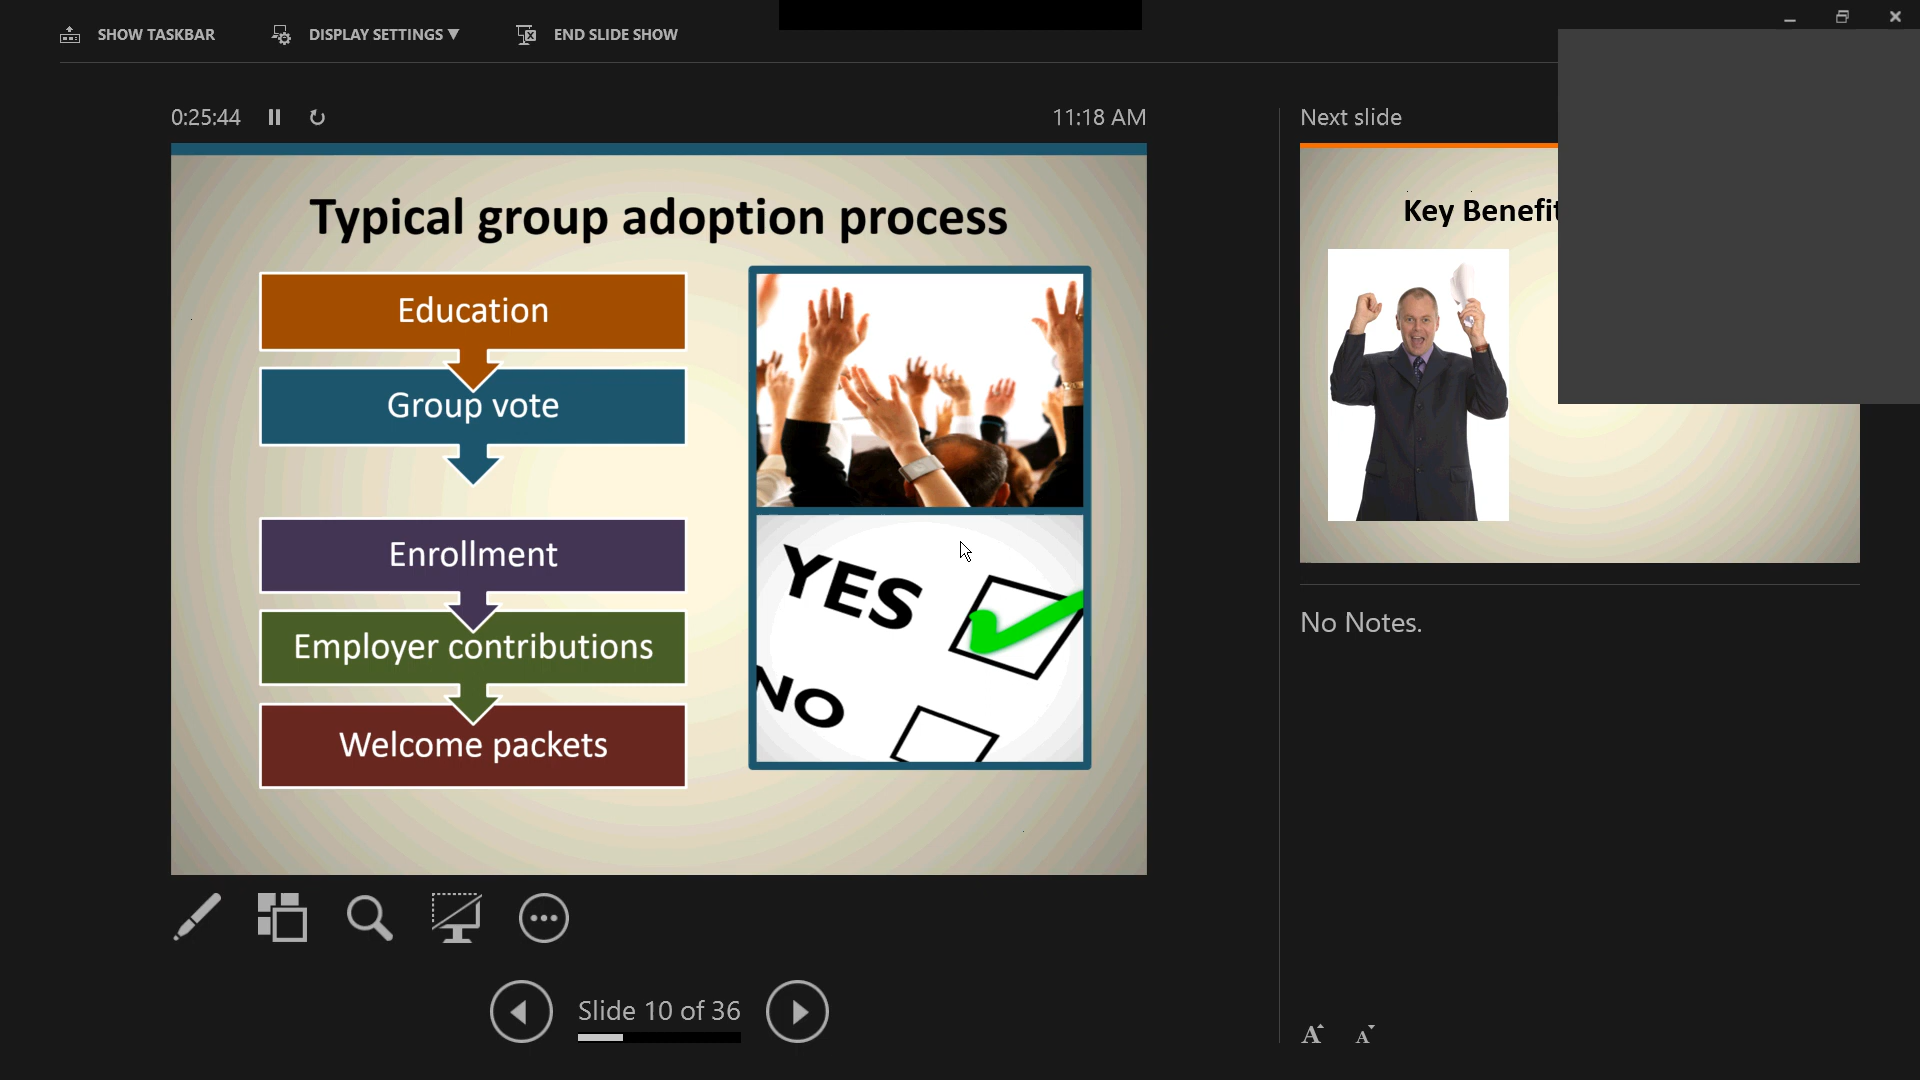 SHOW TASKBAR
DISPLAY SETTINGS ▼
END SLIDE SHOW
0:25:44
11:18 AM
Typical group adoption process
Education
Group vote
Enrollment
Employer contributions
Welcome packets
YES
NO
Slide 10 of 36
Next slide
Key Benefit
No Notes.
A
A